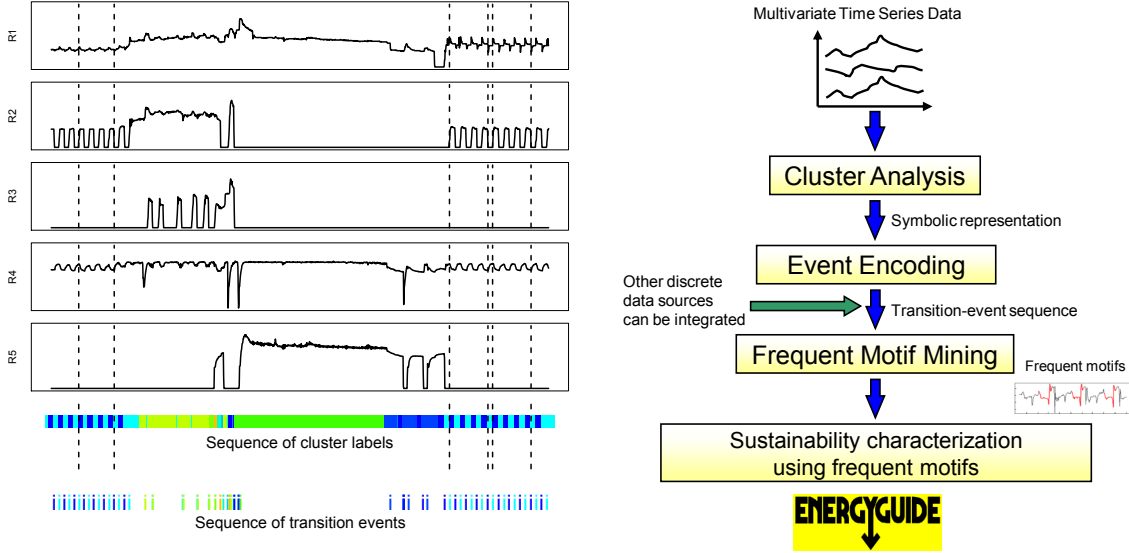 R1
R2
R3
R4
R5
Sequence of cluster labels
Sequence of transition events
Multivariate Time Series Data
Cluster Analysis
Symbolic representation
Event Encoding
Other discrete
data sources
can be integrated
Transition-event sequence
Frequent Motif Mining
Frequent motifs
Sustainability characterization
using frequent motifs
ENERGYGUIDE